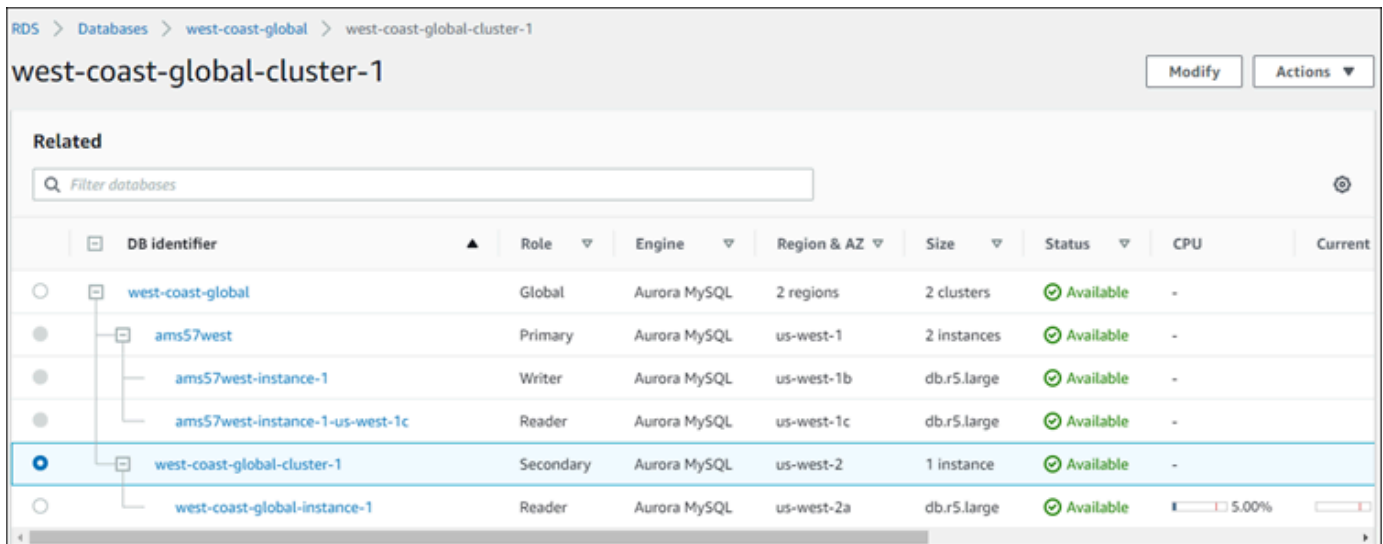 RDS > Databases > west-coast-global > west-coast-global-cluster-1
west-coast-global-cluster-1 Modify Actions
Related
Filter databases
DB identifier Role Engine Region & AZ Size Status CPU Current
west-coast-global Global Aurora MySQL 2 regions 2 clusters Available -
ams57west Primary Aurora MySQL us-west-1 2 instances Available -
ams57west-instance-1 Writer Aurora MySQL us-west-1b db.r5.large Available -
ams57west-instance-1-us-west-1c Reader Aurora MySQL us-west-1c db.r5.large Available -
west-coast-global-cluster-1 Secondary Aurora MySQL us-west-2 1 instance Available -
west-coast-global-instance-1 Reader Aurora MySQL us-west-2a db.r5.large Available 5.00%